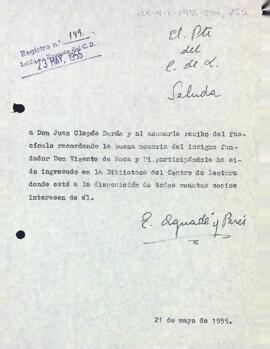 Registro n.º 149.
23 MAY. 1955
El Pte
del
C. de L.
Saluda
a Don Juan Clapés Durán y al acusarle recibo del fas-
cículo recordando la buena memoria del insigne fun-
dador Don Vicente de Roca y Pi, participándole ha si-
do ingresado en la Biblioteca del Centro de Lectura
donde está a la disposición de todos cuantos socios
interesen de él.
E. Aguadé y Parés
21 de mayo de 1955.